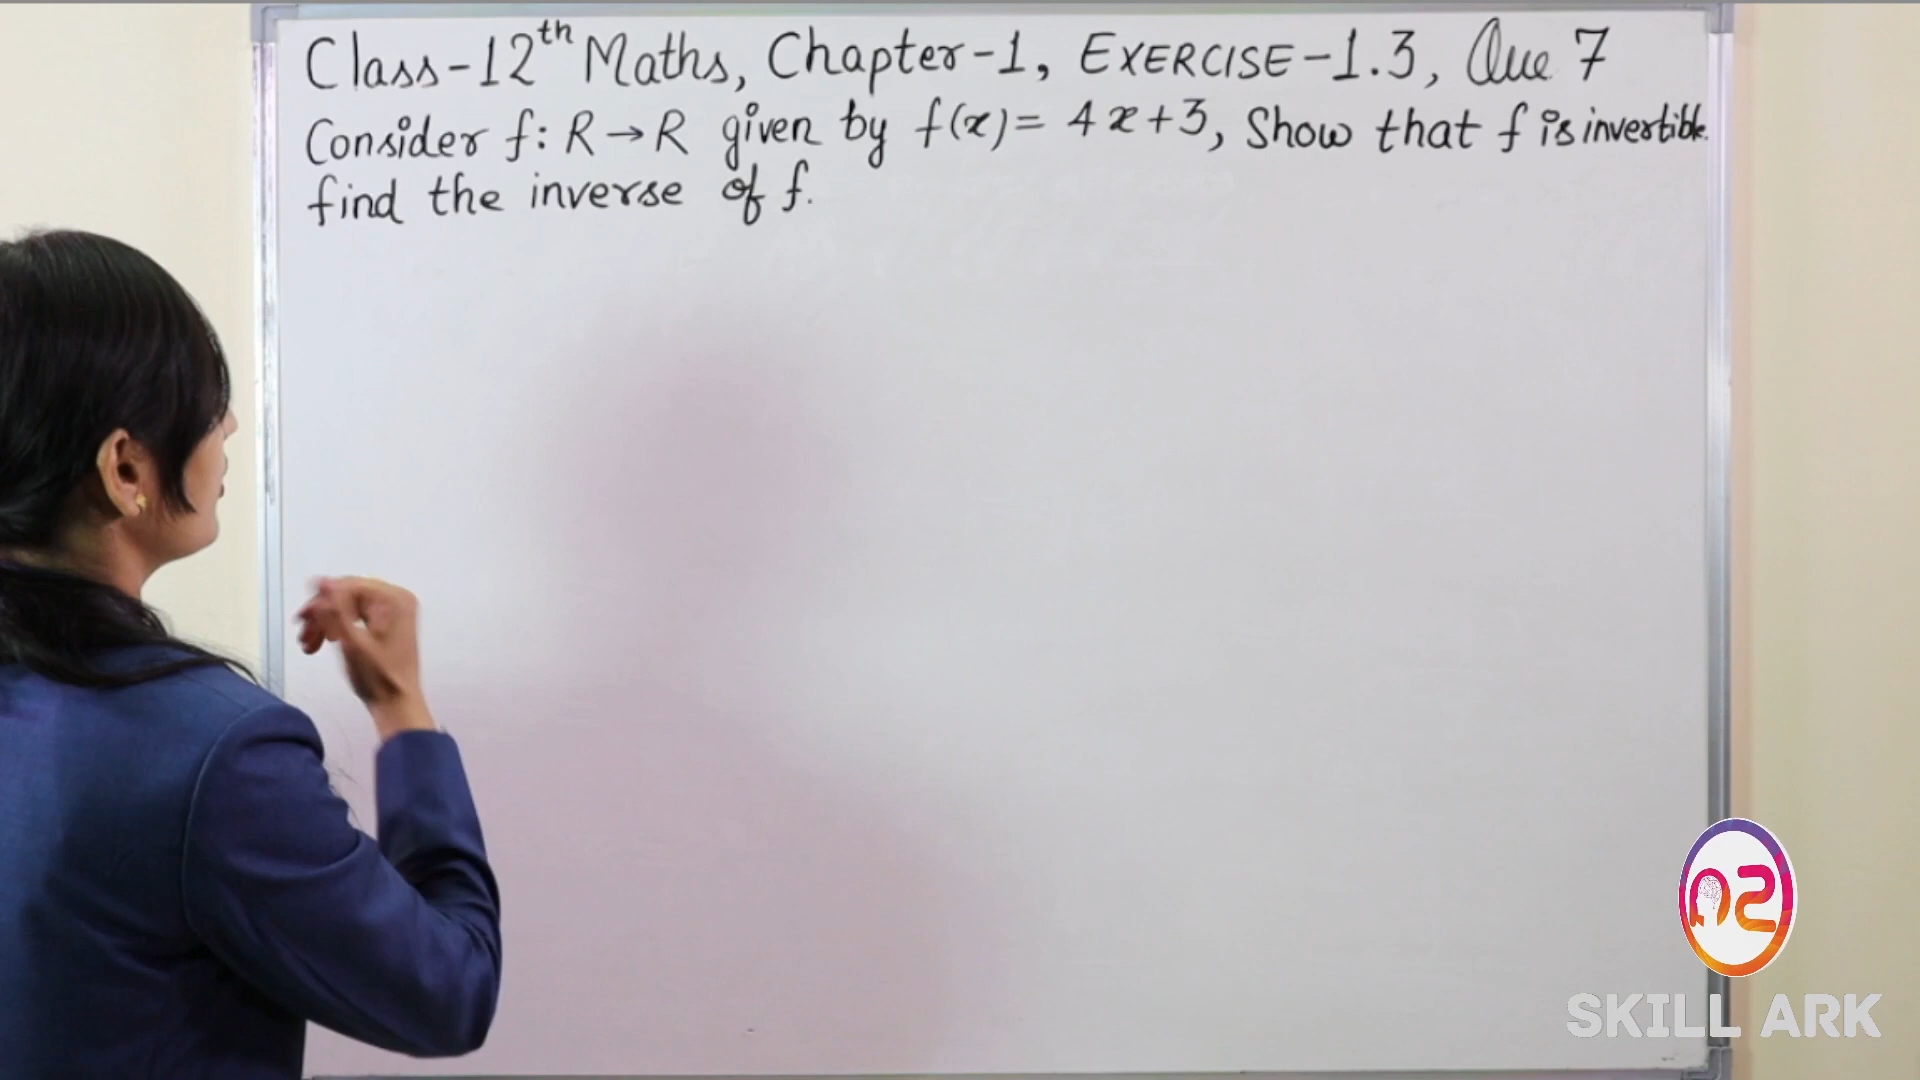 Class-12th Maths, Chapter-1, EXERCISE-1.3, Que 7
Consider f: R→R given by f(x)= 4x+3, Show that f is invertible.
find the inverse of f.
SKILL ARK